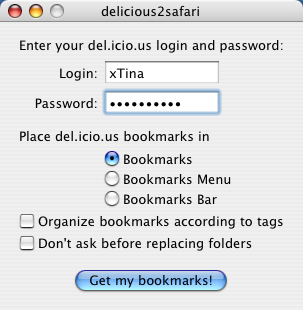 delicious2safari
Enter your del.icio.us login and password:
Login: xTina
Password: ••••••••••
Place del.icio.us bookmarks in
Bookmarks
Bookmarks Menu
Bookmarks Bar
Organize bookmarks according to tags
Don't ask before replacing folders
Get my bookmarks!